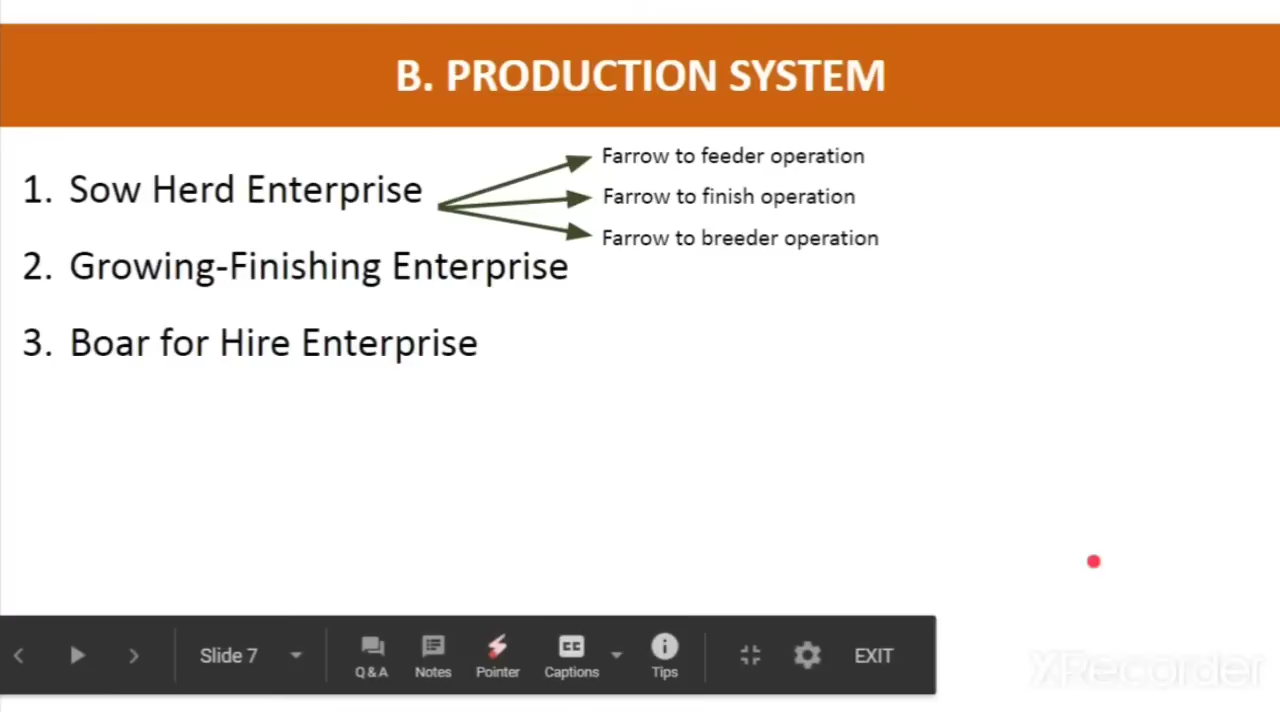 B. PRODUCTION SYSTEM
1. Sow Herd Enterprise
Farrow to feeder operation
Farrow to finish operation
Farrow to breeder operation
2. Growing-Finishing Enterprise
3. Boar for Hire Enterprise
Slide 7
Q&A
Notes
Pointer
CC
Captions
Tips
EXIT
XRecorder